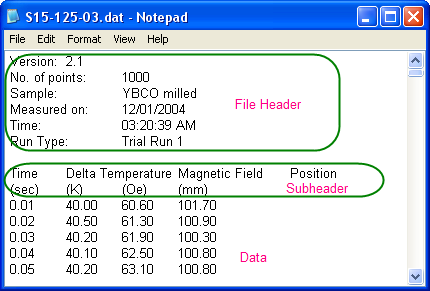 S15-125-03.dat - Notepad
File Edit Format View Help
Version: 2.1
No. of points: 1000
Sample: YBCO milled
Measured on: 12/01/2004
Time: 03:20:39 AM
Run Type: Trial Run 1
File Header
Time Delta Temperature Magnetic Field Position
(sec) (K) (Oe) (mm)
Subheader
0.01 40.00 60.60 101.70
0.02 40.50 61.30 100.90
0.03 40.20 61.90 100.30
0.04 40.10 62.50 100.80
0.05 40.20 63.10 100.80
Data